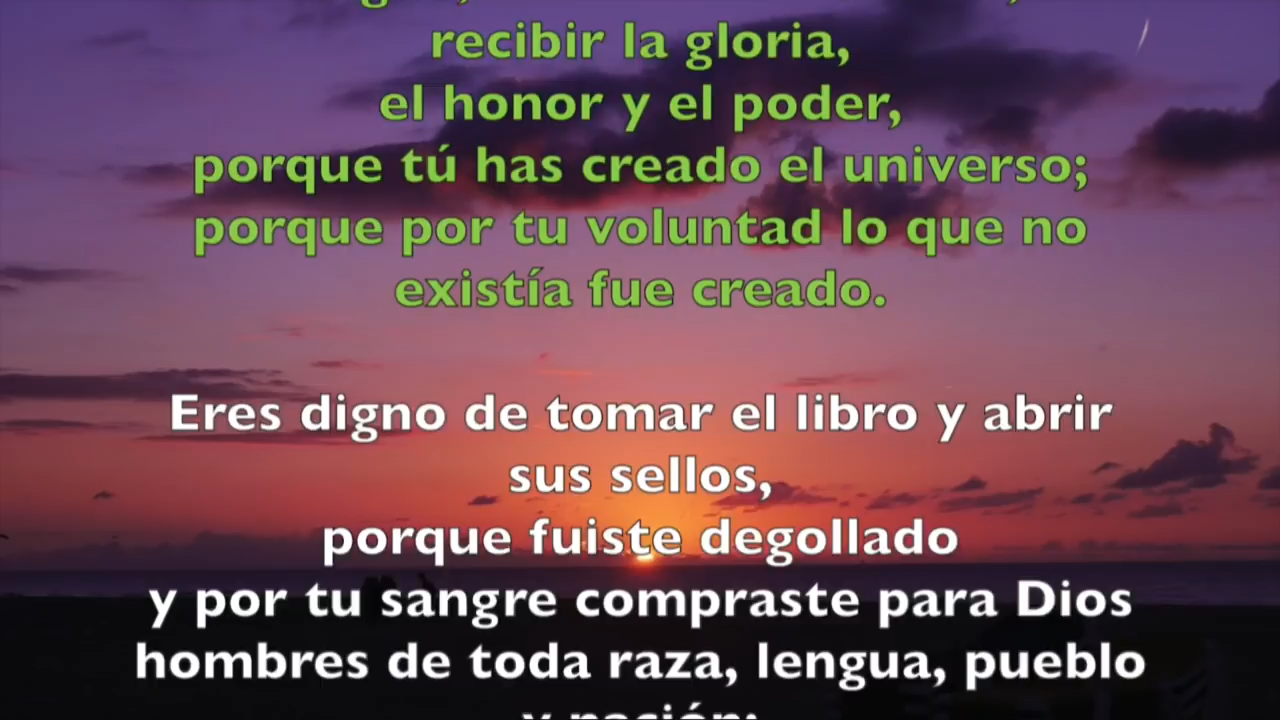 recibir la gloria,
el honor y el poder,
porque tú has creado el universo;
porque por tu voluntad lo que no
existía fue creado.
Eres digno de tomar el libro y abrir
sus sellos,
porque fuiste degollado
y por tu sangre compraste para Dios
hombres de toda raza, lengua, pueblo
y nación;